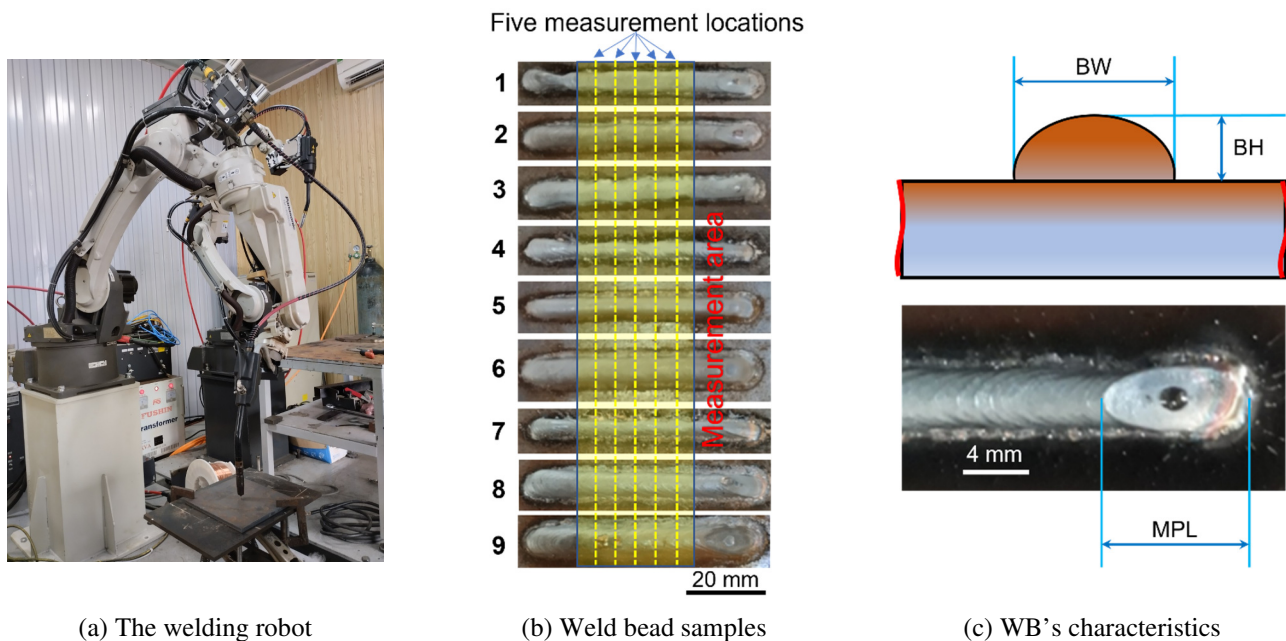 Five measurement locations
1
2
3
4
5
6
7
8
9
Measurement area
20 mm
BW
BH
4 mm
MPL
TUSION
transformer
(a) The welding robot
(b) Weld bead samples
(c) WB's characteristics